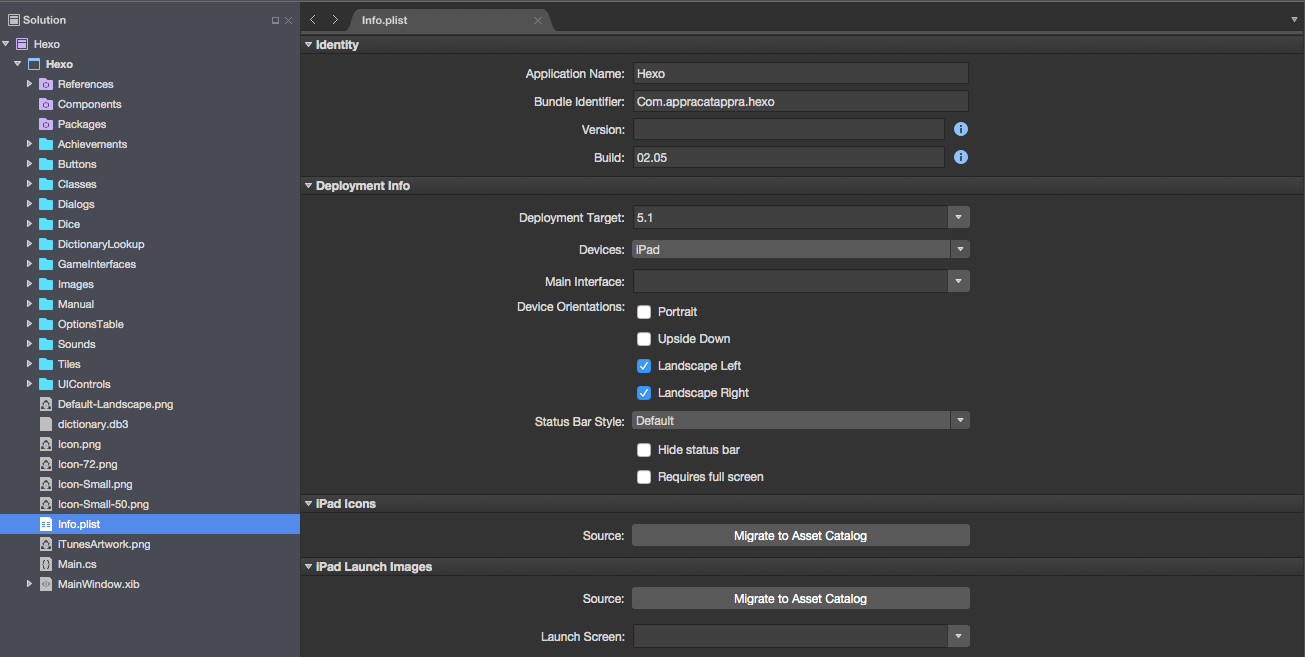 Solution
Hexo
Hexo
References
Components
Packages
Achievements
Buttons
Classes
Dialogs
Dice
DictionaryLookup
GameInterfaces
Images
Manual
OptionsTable
Sounds
Tiles
UIControls
Default-Landscape.png
dictionary.db3
Icon.png
Icon-72.png
Icon-Small.png
Icon-Small-50.png
Info.plist
iTunesArtwork.png
Main.cs
MainWindow.xib
Info.plist
Identity
Application Name: Hexo
Bundle Identifier: Com.appracatappra.hexo
Version:
Build: 02.05
Deployment Info
Deployment Target: 5.1
Devices: iPad
Main Interface:
Device Orientations:
Portrait
Upside Down
Landscape Left
Landscape Right
Status Bar Style: Default
Hide status bar
Requires full screen
iPad Icons
Source: Migrate to Asset Catalog
iPad Launch Images
Source: Migrate to Asset Catalog
Launch Screen: